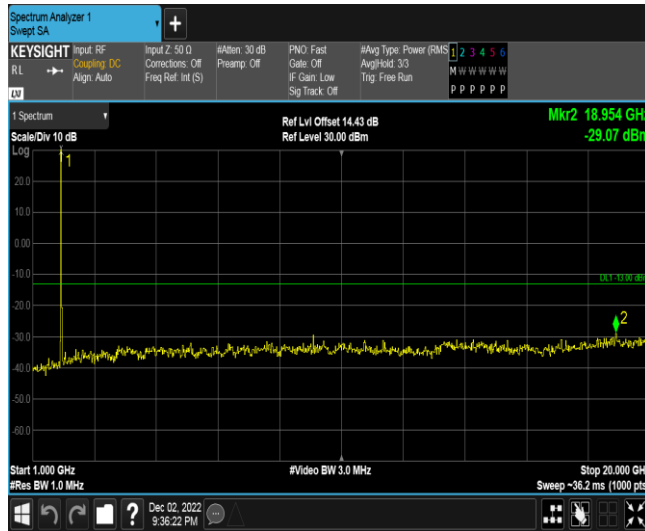 Spectrum Analyzer 1
Swept SA
+
KEYSIGHT Input: RF Input Z: 50 Ω #Atten: 30 dB PNO: Fast #Avg Type: Power (RMS 1 2 3 4 5 6
RL Coupling: DC Corrections: Off Preamp: Off Gate: Off Avg|Hold: 3/3 M W W W W W
Align: Auto Freq Ref: Int (S) IF Gain: Low Trig: Free Run
LXI Sig Track: Off P P P P P P
1 Spectrum Ref Lvl Offset 14.43 dB Mkr2 18.954 GH
Scale/Div 10 dB Ref Level 30.00 dBm -29.07 dBm
Log
1
20.0
10.0
0.00
-10.0
DL1 -13.00 dBm
-20.0
2
-30.0
-40.0
-50.0
-60.0
Start 1.000 GHz #Video BW 3.0 MHz Stop 20.000 GH
#Res BW 1.0 MHz Sweep ~36.2 ms (1000 pts
? Dec 02, 2022
9:36:22 PM